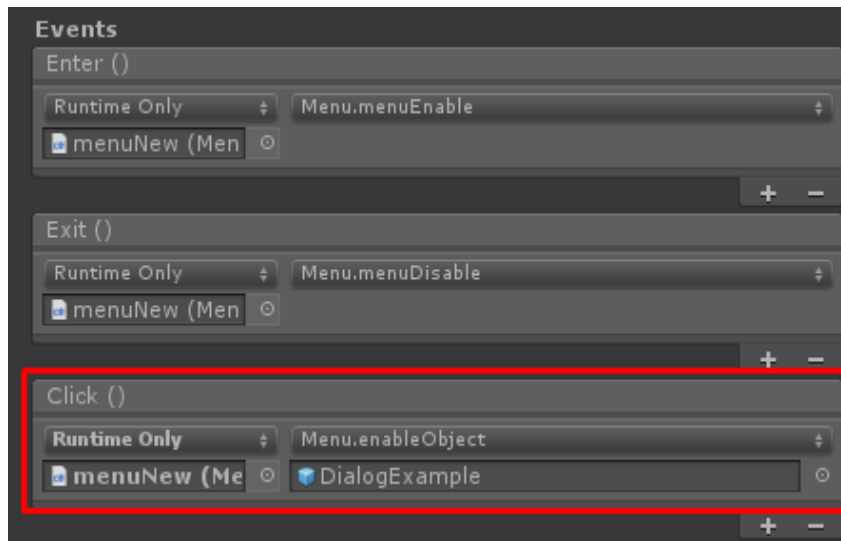 Events
Enter ()
Runtime Only Menu.menuEnable
menuNew (Men
+ −
Exit ()
Runtime Only Menu.menuDisable
menuNew (Men
+ −
Click ()
Runtime Only Menu.enableObject
menuNew (Me DialogExample
+ −